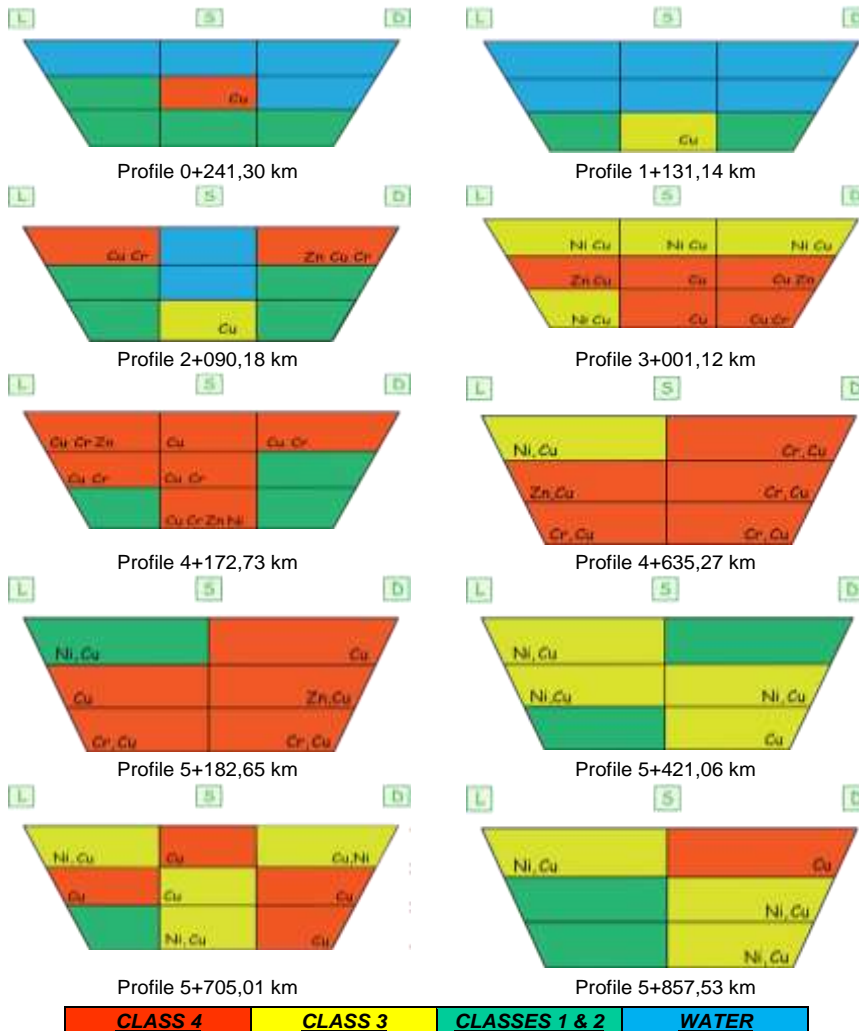 L S D L S D
Cu Cu
Profile 0+241,30 km Profile 1+131,14 km
L S D L S D
Cu Cr Zn Cu Cr Ni Cu Ni Cu Ni Cu
Zn Cu Cu Cu Zn
Cu Ni Cu Cu Cu Cr
Profile 2+090,18 km Profile 3+001,12 km
L S D L S D
Cu Cr Zn Cu Cu Cr Ni, Cu Cr, Cu
Cu Cr Cu Cr Zn, Cu Cr, Cu
Cu Cr Zn Ni Cr, Cu Cr, Cu
Profile 4+172,73 km Profile 4+635,27 km
L S D L S D
Ni, Cu Cu Ni, Cu
Cu Zn, Cu Ni, Cu Ni, Cu
Cr, Cu Cr, Cu Cu
Profile 5+182,65 km Profile 5+421,06 km
L S D L S D
Ni, Cu Cu Cu, Ni Ni, Cu Cu
Cu Cu Cu Ni, Cu
Ni, Cu Cu Ni, Cu
Profile 5+705,01 km Profile 5+857,53 km
CLASS 4 CLASS 3 CLASSES 1 & 2 WATER